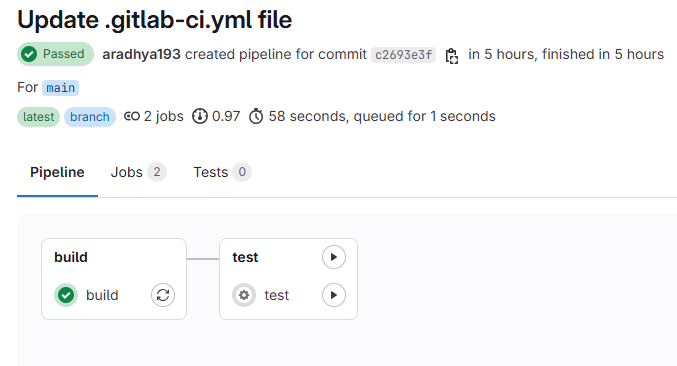 Update .gitlab-ci.yml file
Passed aradhya193 created pipeline for commit c2693e3f in 5 hours, finished in 5 hours
For main
latest branch 2 jobs 0.97 58 seconds, queued for 1 seconds
Pipeline Jobs 2 Tests 0
build test
build test